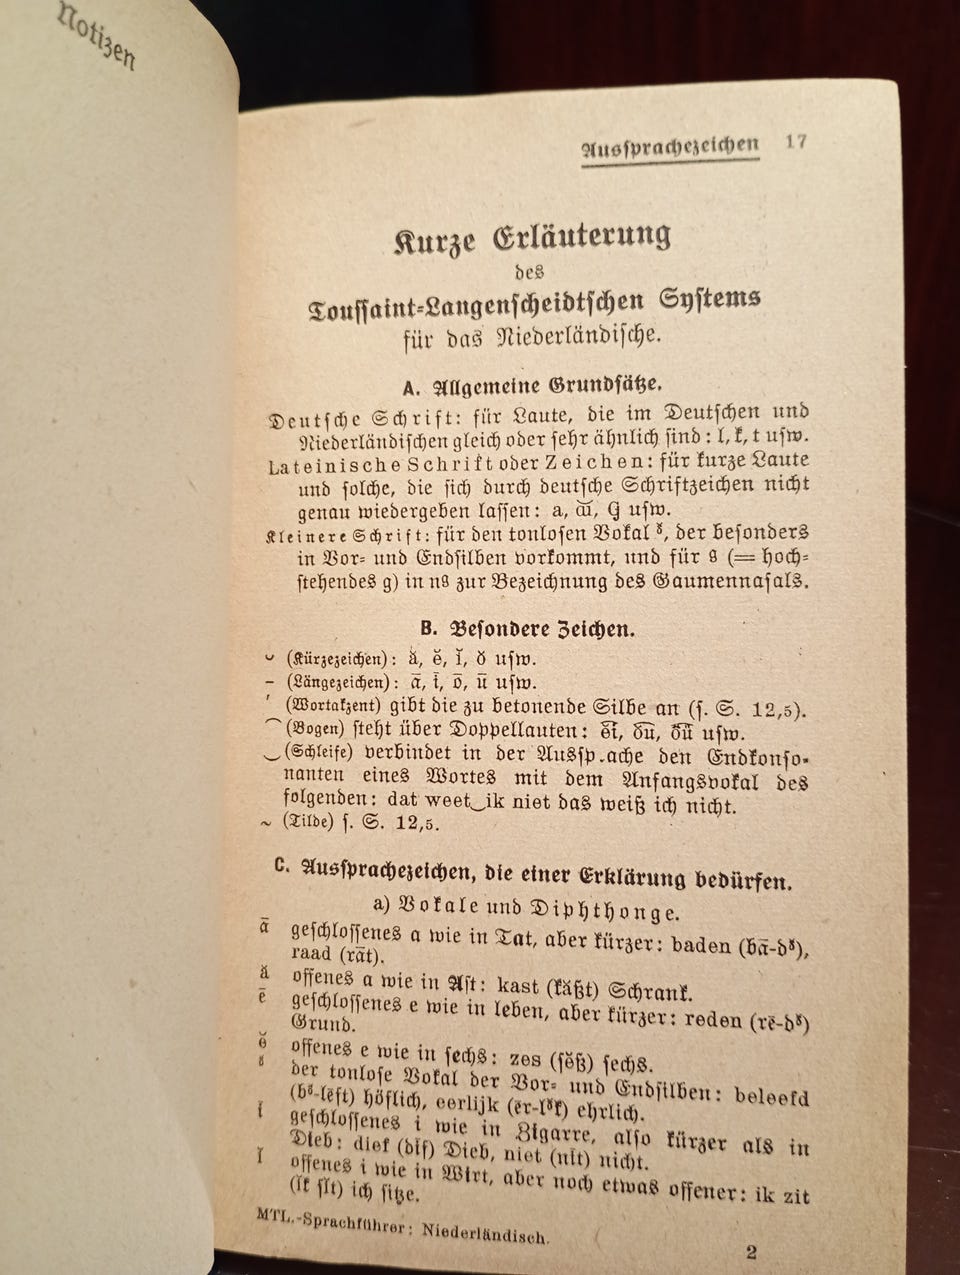 Notizen
Aussprachezeichen 17
Kurze Erläuterung
des
Toussaint-Langenscheidtschen Systems
für das Niederländische.
A. Allgemeine Grundsätze.
Deutsche Schrift: für Laute, die im Deutschen und
Niederländischen gleich oder sehr ähnlich sind: l, k, t usw.
Lateinische Schrift oder Zeichen: für kurze Laute
und solche, die sich durch deutsche Schriftzeichen nicht
genau wiedergeben lassen: a, G usw.
Kleinere Schrift: für den tonlosen Vokal ᵉ, der besonders
in Vor- und Endsilben vorkommt, und für g (= hoch-
stehendes g) in ng zur Bezeichnung des Gaumennasals.
B. Besondere Zeichen.
˘ (Kürzezeichen): ă, ĕ, ĭ, ŏ usw.
– (Längezeichen): ā, ī, ō, ū usw.
′ (Wortakzent) gibt die zu betonende Silbe an (s. S. 12,5).
⁀ (Bogen) steht über Doppellauten: usw.
‿ (Schleife) verbindet in der Aussp.ache den Endkonso-
nanten eines Wortes mit dem Anfangsvokal des
folgenden: dat weet‿ik niet das weiß ich nicht.
~ (Tilde) s. S. 12,5.
C. Aussprachezeichen, die einer Erklärung bedürfen.
a) Vokale und Diphthonge.
ā geschlossenes a wie in Tat, aber kürzer: baden (bā-dᵉ),
raad (rāt).
ă offenes a wie in Ast: kast (kăßt) Schrank.
ē geschlossenes e wie in leben, aber kürzer: reden (rē-dᵉ)
Grund.
ĕ offenes e wie in sechs: zes (sĕß) sechs.
ᵉ der tonlose Vokal der Vor- und Endsilben: beleefd
(bᵉ-lēft) höflich, eerlijk (ēr-lᵉk) ehrlich.
ī geschlossenes i wie in Zigarre, also kürzer als in
Dieb: dief (dīf) Dieb, niet (nīt) nicht.
ĭ offenes i wie in Wirt, aber noch etwas offener: ik zit
(ĭk sĭt) ich sitze.
MTL.-Sprachführer: Niederländisch.
2